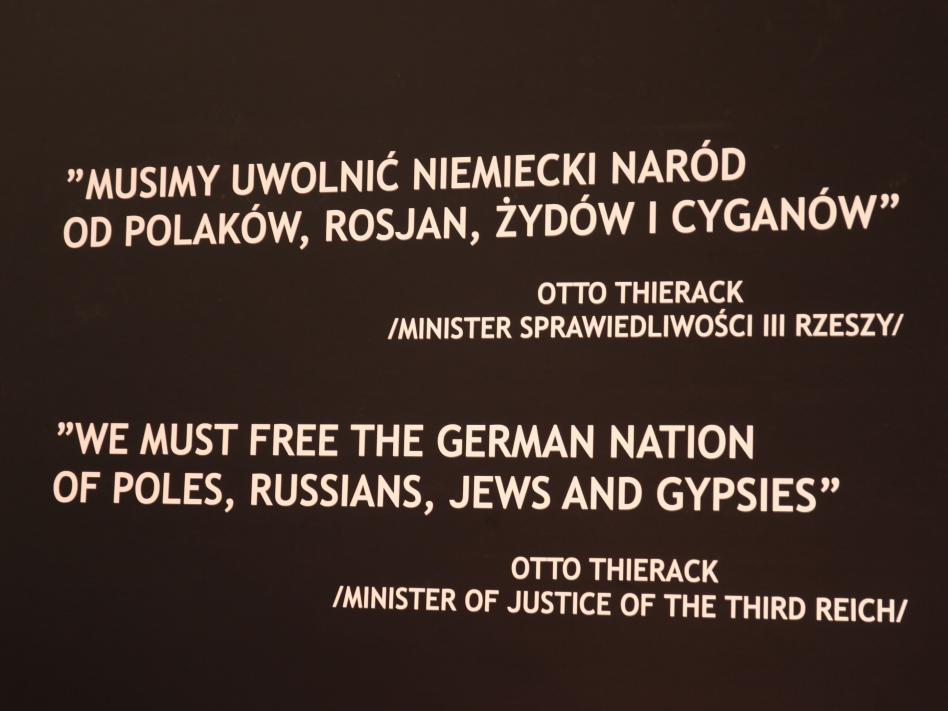 ”MUSIMY UWOLNIĆ NIEMIECKI NARÓD
OD POLAKÓW, ROSJAN, ŻYDÓW I CYGANÓW”
OTTO THIERACK
/MINISTER SPRAWIEDLIWOŚCI III RZESZY/
”WE MUST FREE THE GERMAN NATION
OF POLES, RUSSIANS, JEWS AND GYPSIES”
OTTO THIERACK
/MINISTER OF JUSTICE OF THE THIRD REICH/